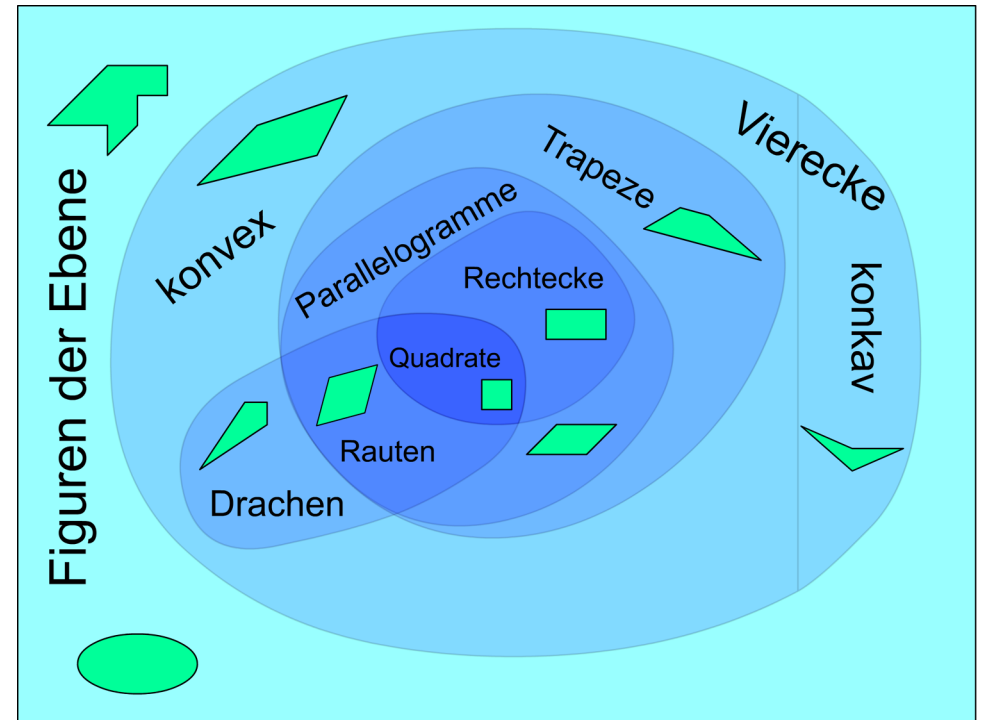 Figuren der Ebene
konvex
Vierecke
konkav
Trapeze
Parallelogramme
Rechtecke
Quadrate
Rauten
Drachen